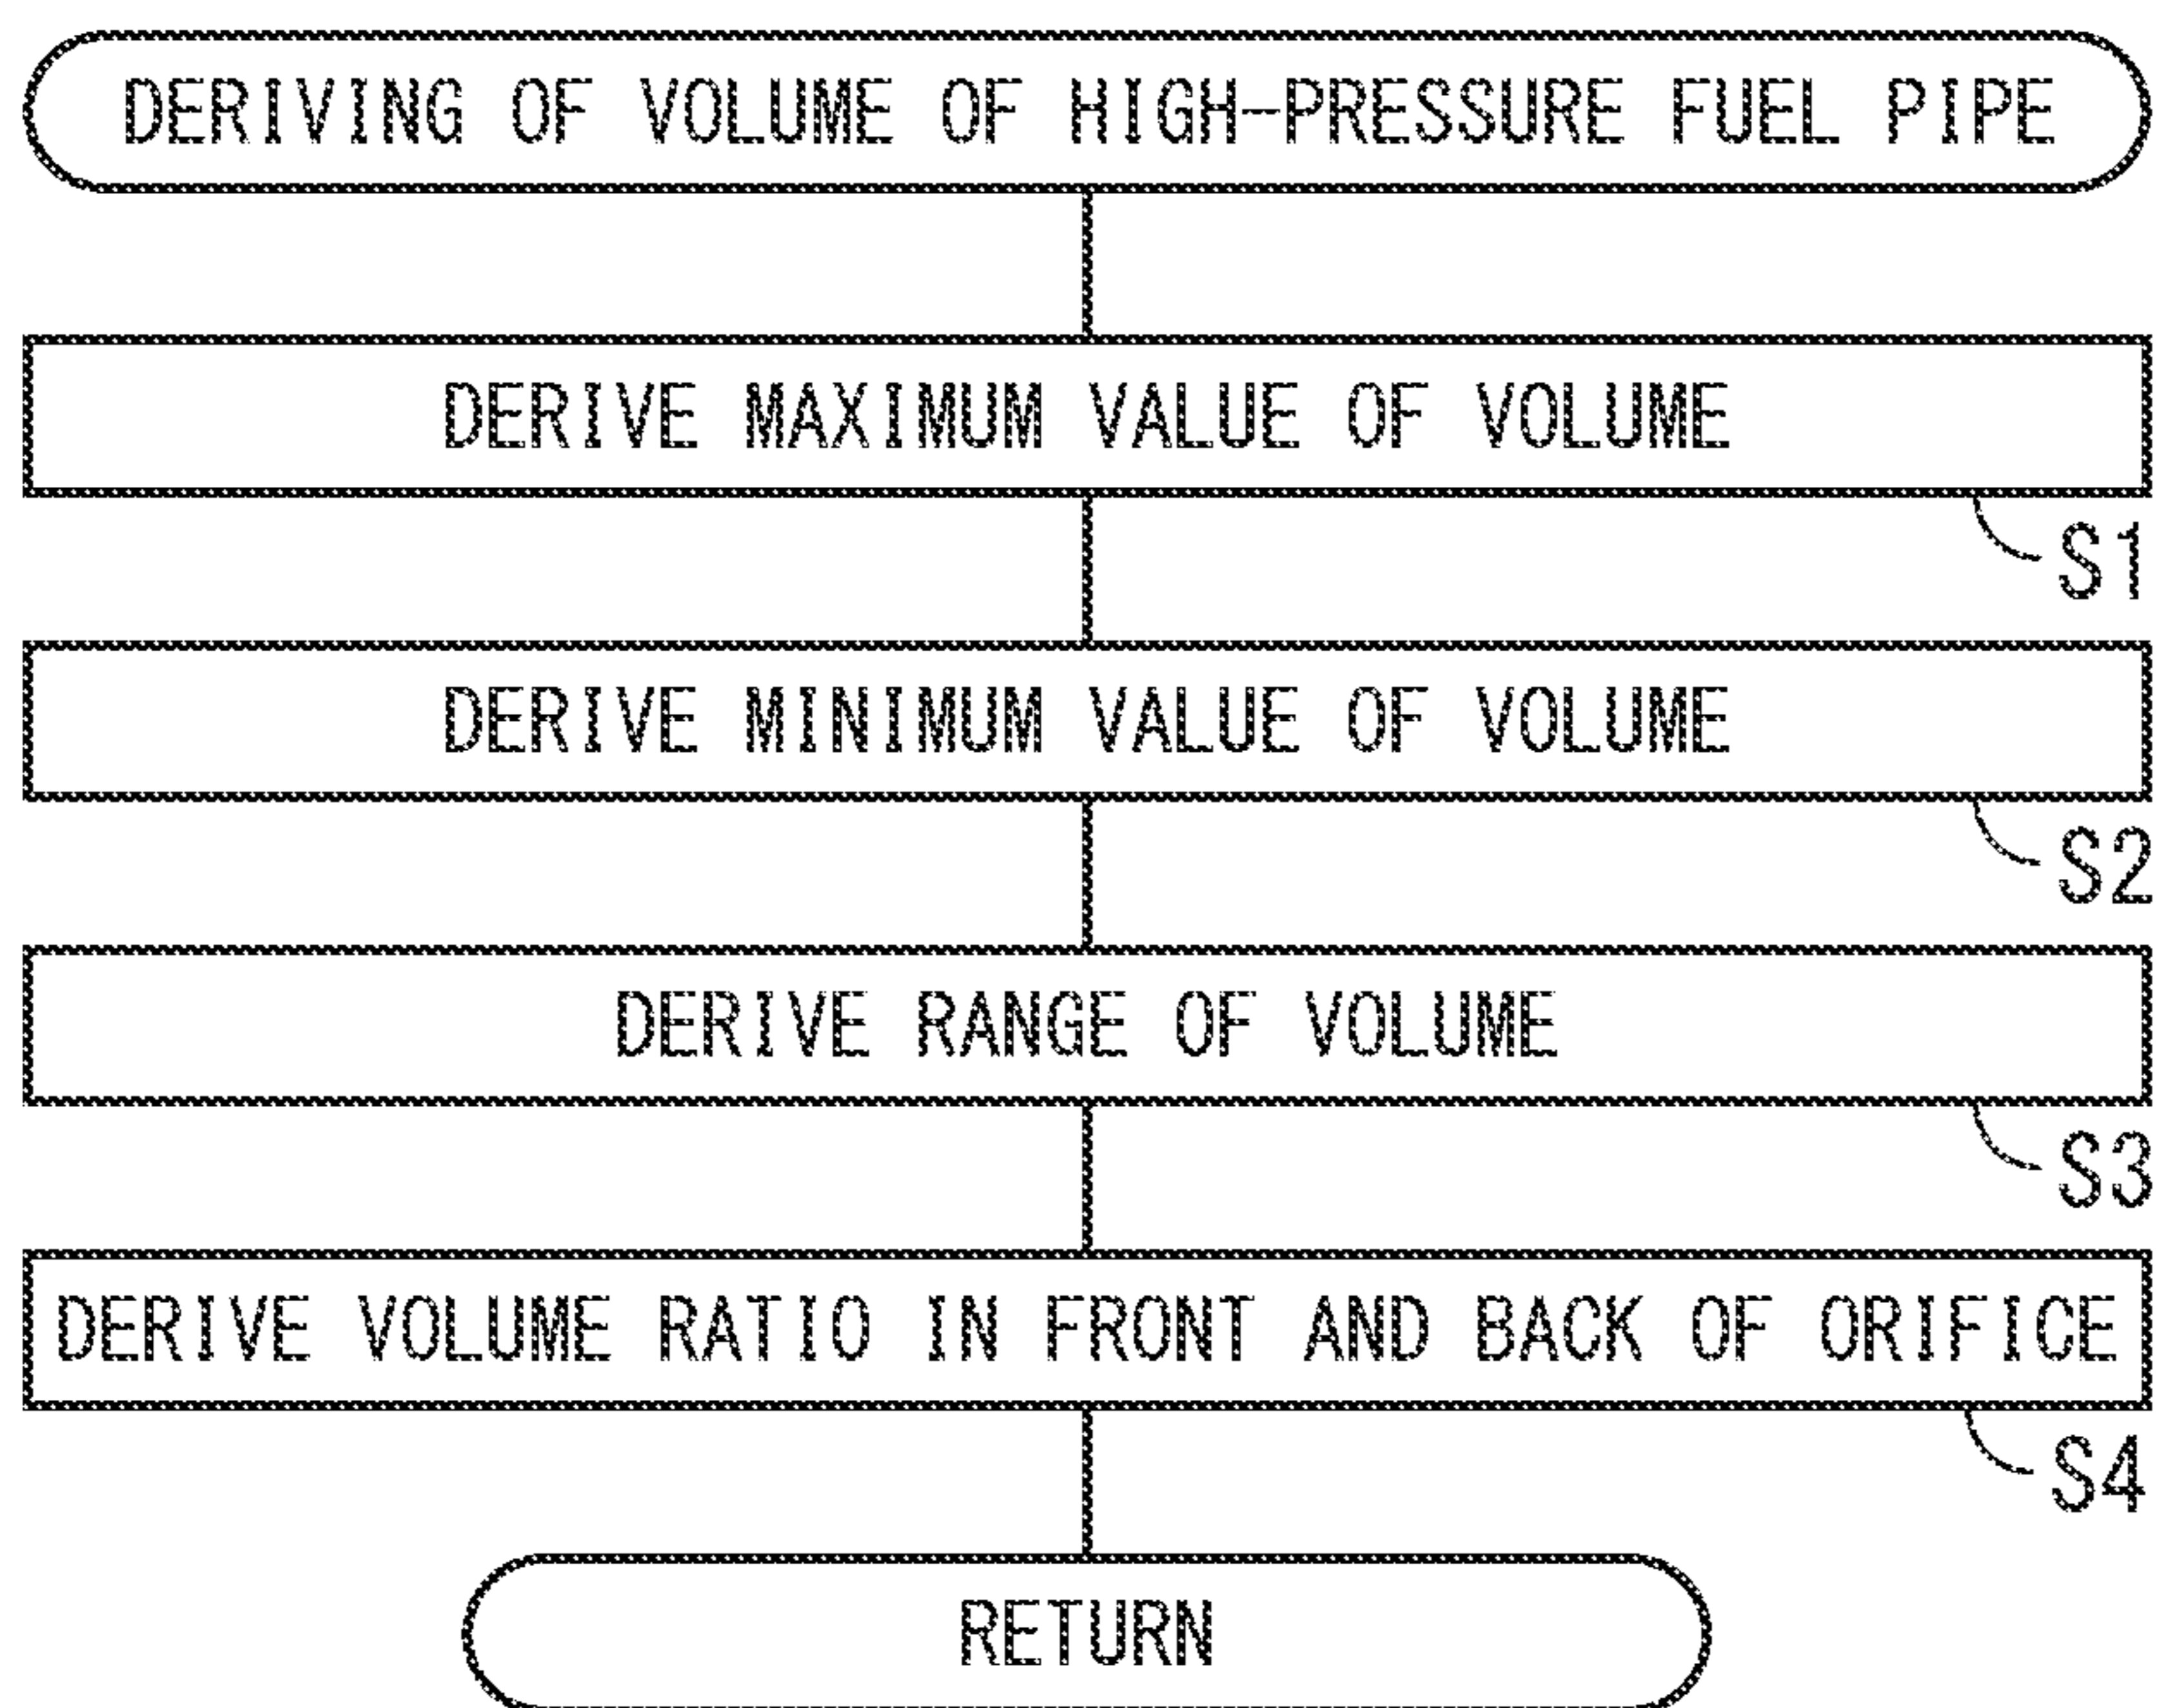 DERIVING OF VOLUME OF HIGH-PRESSURE FUEL PIPE
DERIVE MAXIMUM VALUE OF VOLUME
S1
DERIVE MINIMUM VALUE OF VOLUME
S2
DERIVE RANGE OF VOLUME
S3
DERIVE VOLUME RATIO IN FRONT AND BACK OF ORIFICE
S4
RETURN